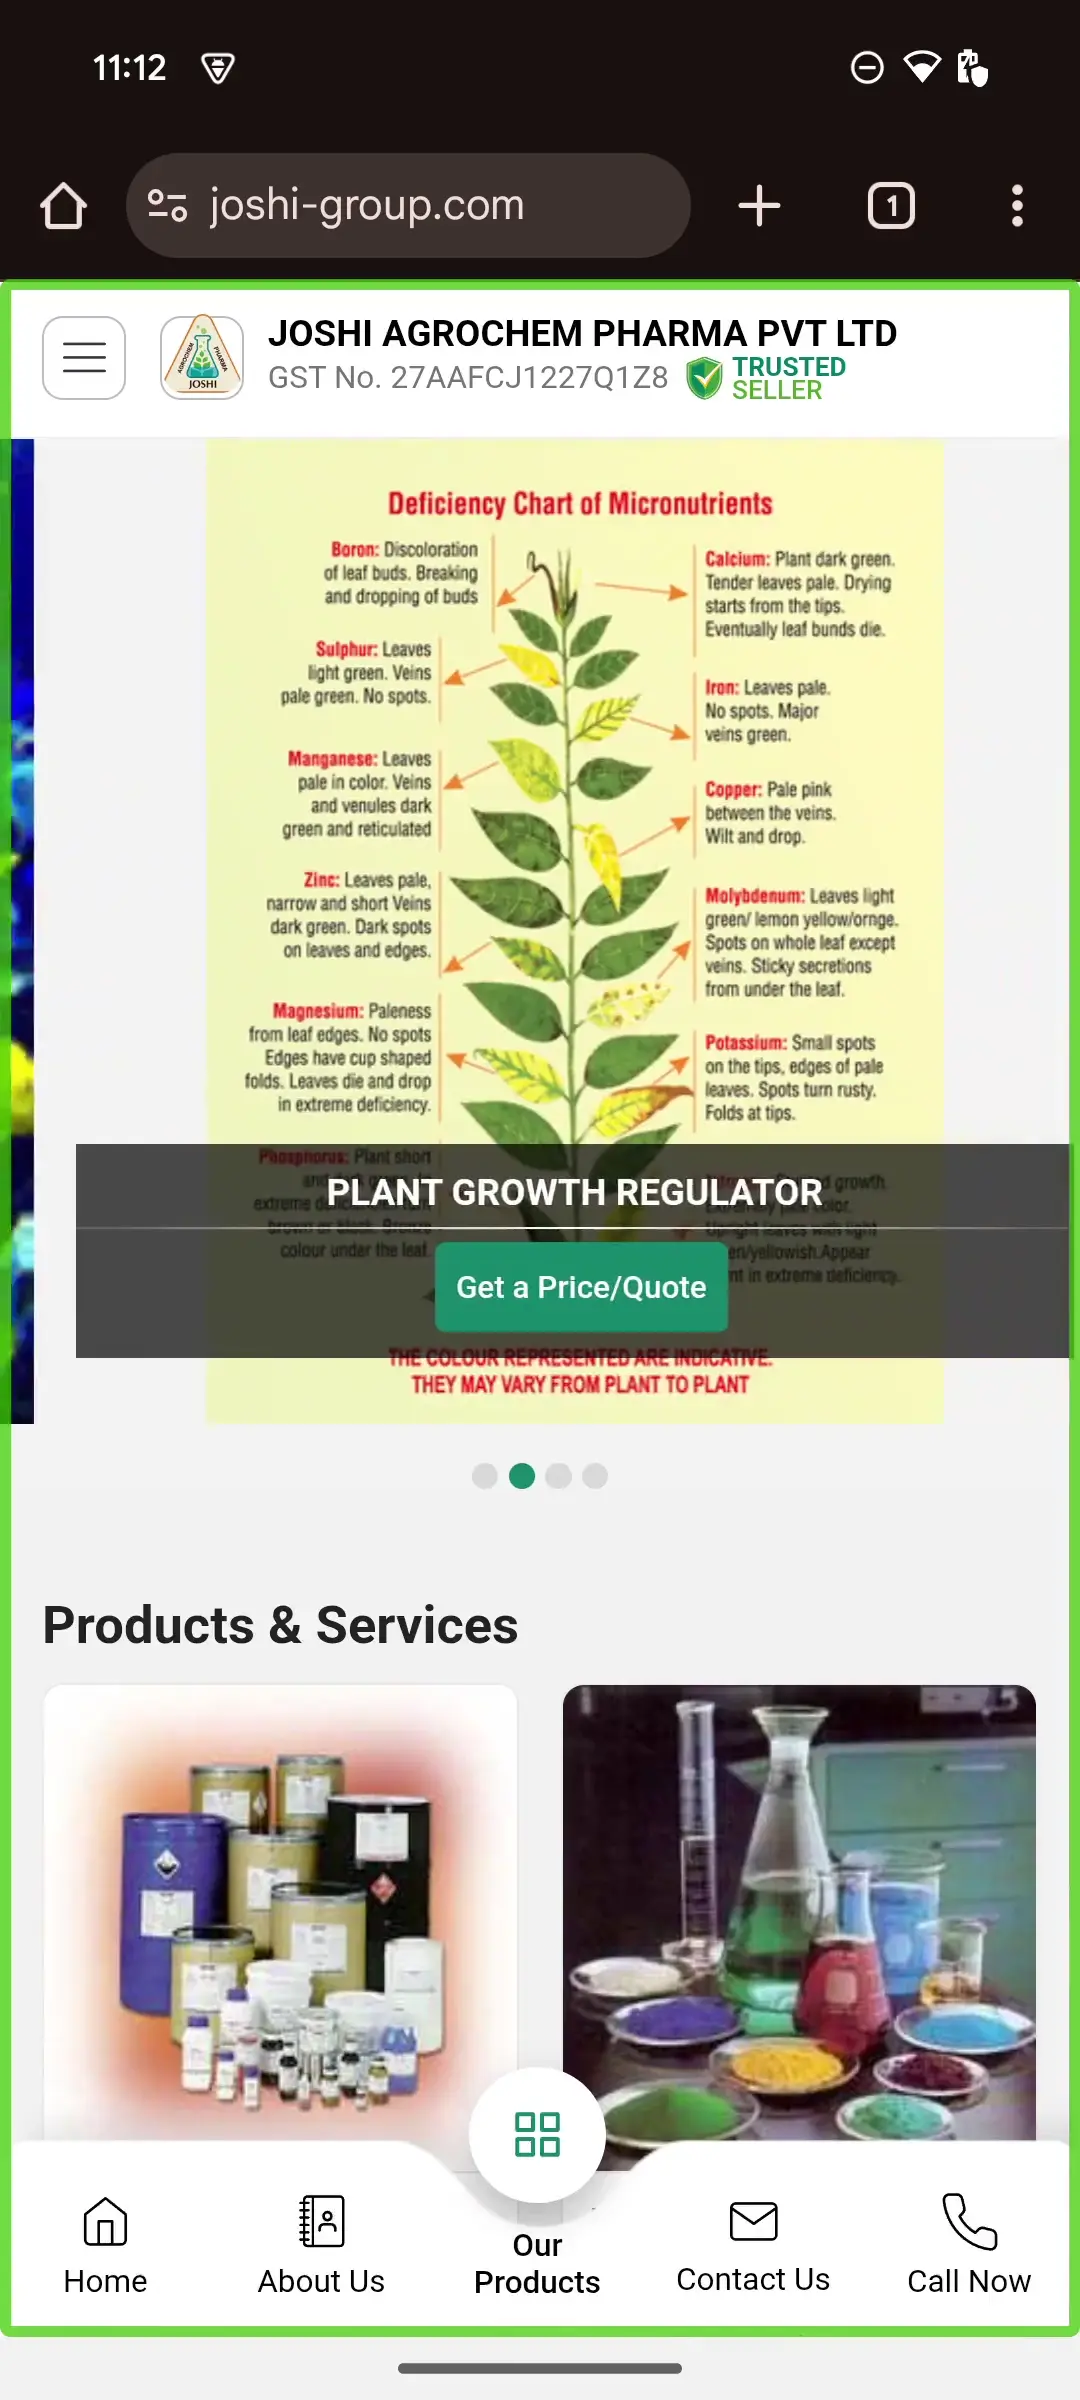 11:12
joshi-group.com
1
JOSHI AGROCHEM PHARMA PVT LTD
GST No. 27AAFCJ1227Q1Z8
TRUSTED
SELLER
AGROCHEM
PHARMA
JOSHI
Deficiency Chart of Micronutrients
Boron: Discoloration
of leaf buds. Breaking
and dropping of buds
Sulphur: Leaves
light green. Veins
pale green. No spots.
Manganese: Leaves
pale in color. Veins
and venules dark
green and reticulated
Zinc: Leaves pale,
narrow and short Veins
dark green. Dark spots
on leaves and edges.
Magnesium: Paleness
from leaf edges. No spots
Edges have cup shaped
folds. Leaves die and drop
in extreme deficiency.
Phosphorus: Plant short
extreme
brown or black. Bronze
colour under the leaf.
Calcium: Plant dark green.
Tender leaves pale. Drying
starts from the tips.
Eventually leaf bunds die.
Iron: Leaves pale.
No spots. Major
veins green.
Copper: Pale pink
between the veins.
Wilt and drop.
Molybdenum: Leaves light
green/ lemon yellow/ornge.
Spots on whole leaf except
veins. Sticky secretions
from under the leaf.
Potassium: Small spots
on the tips, edges of pale
leaves. Spots turn rusty.
Folds at tips.
growth.
color.
Upright leaves with light
en/yellowish.Appear
nt in extreme deficiency.
PLANT GROWTH REGULATOR
Get a Price/Quote
THE COLOUR REPRESENTED ARE INDICATIVE.
THEY MAY VARY FROM PLANT TO PLANT
Products & Services
Home
About Us
Our
Products
Contact Us
Call Now